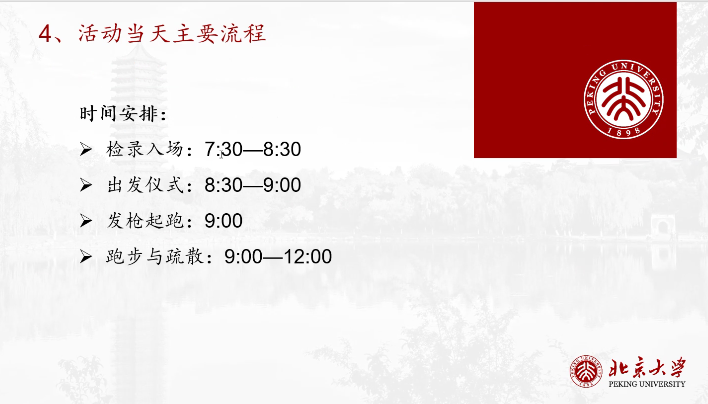 4、活动当天主要流程
PEKING UNIVERSITY
1898
时间安排：
检录入场：7:30—8:30
出发仪式：8:30—9:00
发枪起跑：9:00
跑步与疏散：9:00—12:00
北京大学
PEKING UNIVERSITY